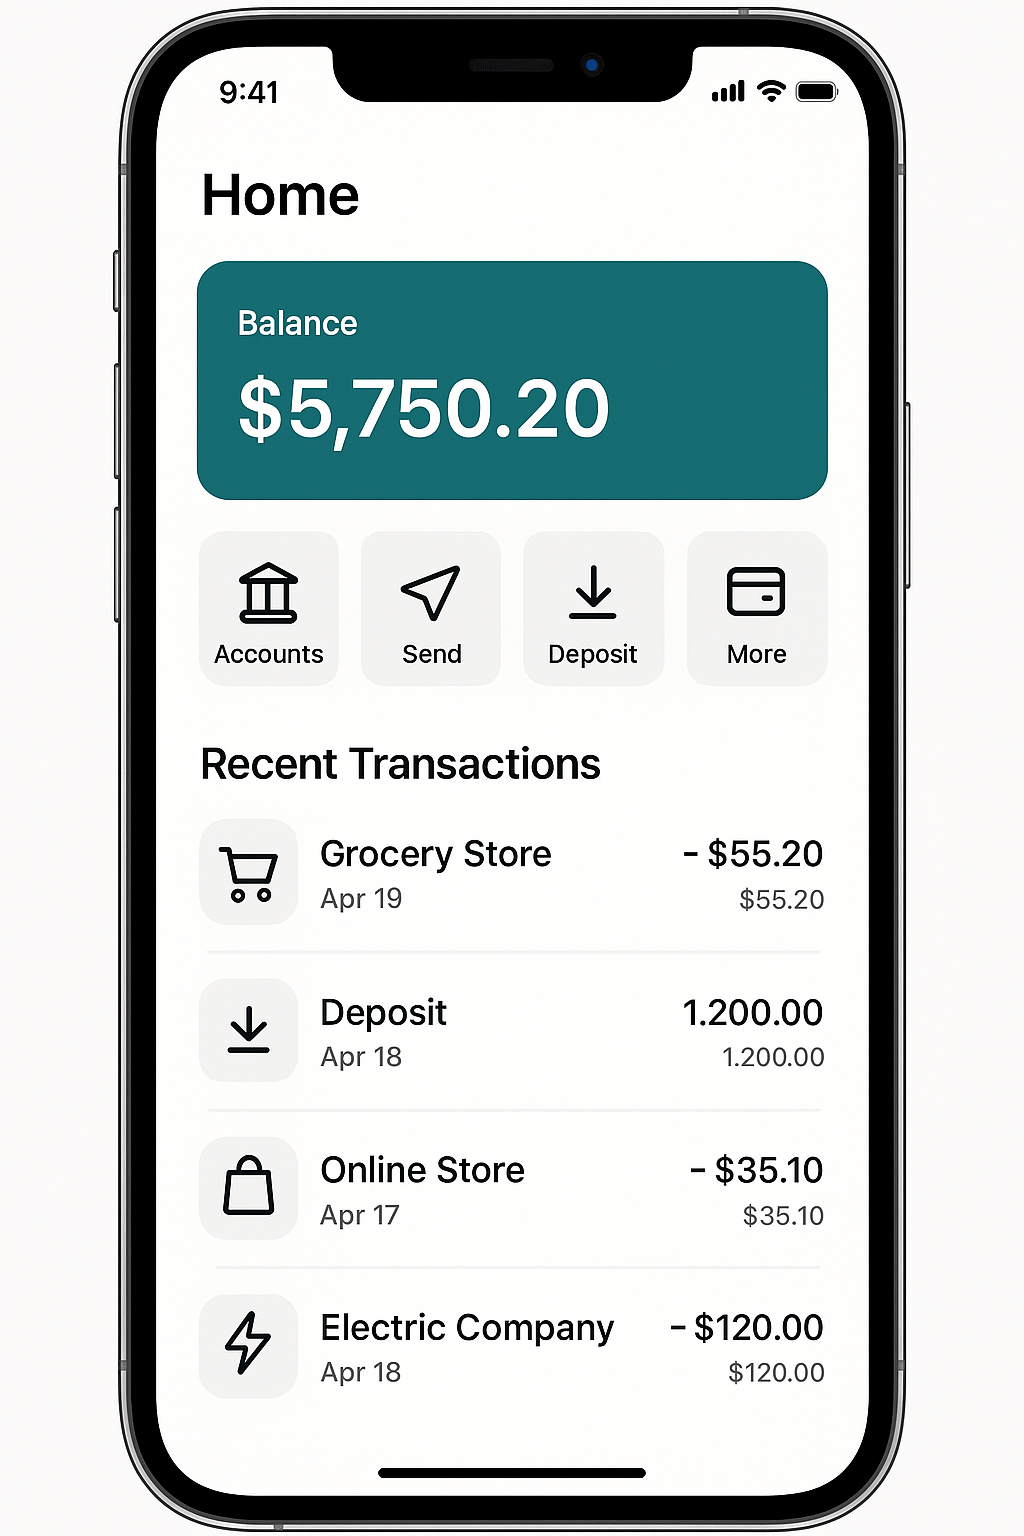 9:41
Home
Balance
$5,750.20
Accounts
Send
Deposit
More
Recent Transactions
Grocery Store
- $55.20
Apr 19
$55.20
Deposit
1.200.00
Apr 18
1.200.00
Online Store
- $35.10
Apr 17
$35.10
Electric Company
- $120.00
Apr 18
$120.00